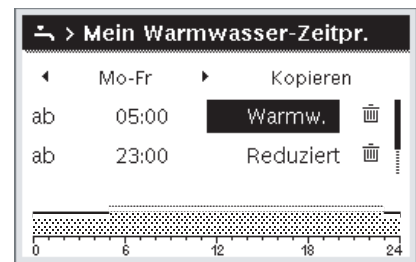 > Mein Warmwasser-Zeitpr.
Mo-Fr Kopieren
ab 05:00 Warmw.
ab 23:00 Reduziert
0 6 12 18 24